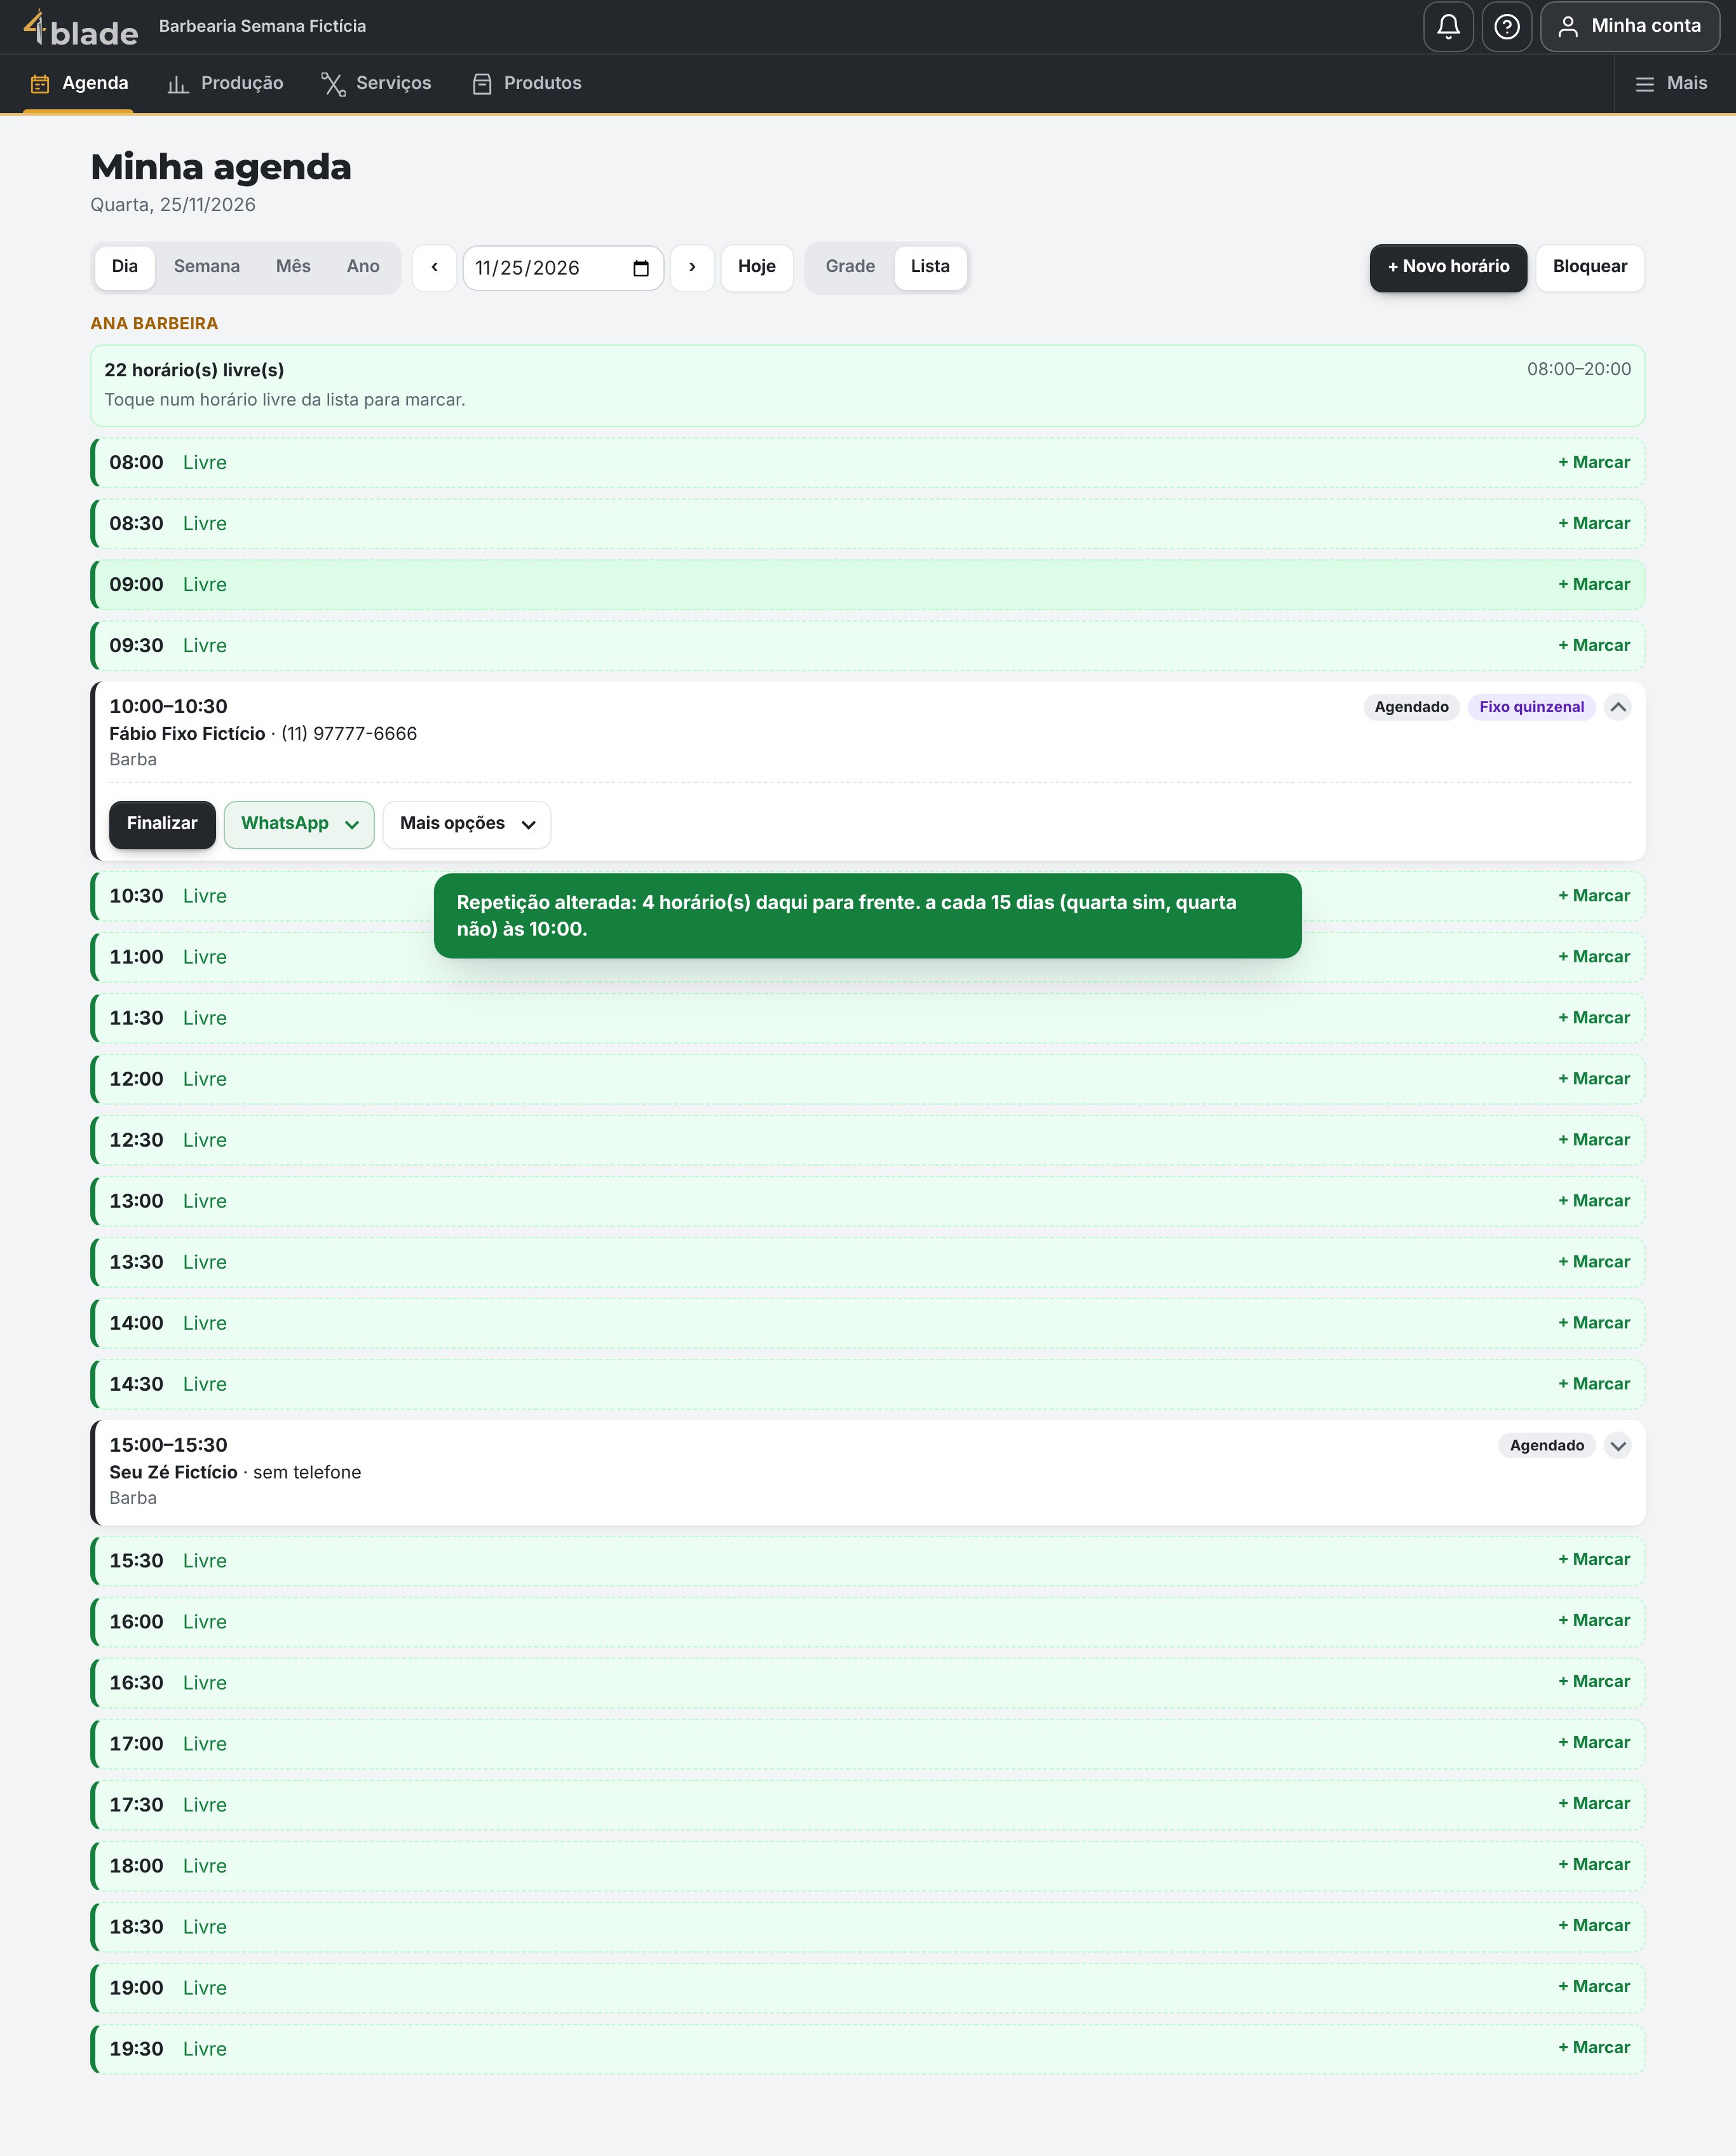 4blade
Barbearia Semana Fictícia
Minha conta
Agenda
Produção
Serviços
Produtos
Mais
Minha agenda
Quarta, 25/11/2026
Dia
Semana
Mês
Ano
‹
11/25/2026
›
Hoje
Grade
Lista
+ Novo horário
Bloquear
ANA BARBEIRA
22 horário(s) livre(s)
08:00–20:00
Toque num horário livre da lista para marcar.
08:00 Livre + Marcar
08:30 Livre + Marcar
09:00 Livre + Marcar
09:30 Livre + Marcar
10:00–10:30
Agendado
Fixo quinzenal
Fábio Fixo Fictício · (11) 97777-6666
Barba
Finalizar
WhatsApp
Mais opções
10:30 Livre + Marcar
Repetição alterada: 4 horário(s) daqui para frente. a cada 15 dias (quarta sim, quarta
não) às 10:00.
11:00 Livre + Marcar
11:30 Livre + Marcar
12:00 Livre + Marcar
12:30 Livre + Marcar
13:00 Livre + Marcar
13:30 Livre + Marcar
14:00 Livre + Marcar
14:30 Livre + Marcar
15:00–15:30
Agendado
Seu Zé Fictício · sem telefone
Barba
15:30 Livre + Marcar
16:00 Livre + Marcar
16:30 Livre + Marcar
17:00 Livre + Marcar
17:30 Livre + Marcar
18:00 Livre + Marcar
18:30 Livre + Marcar
19:00 Livre + Marcar
19:30 Livre + Marcar